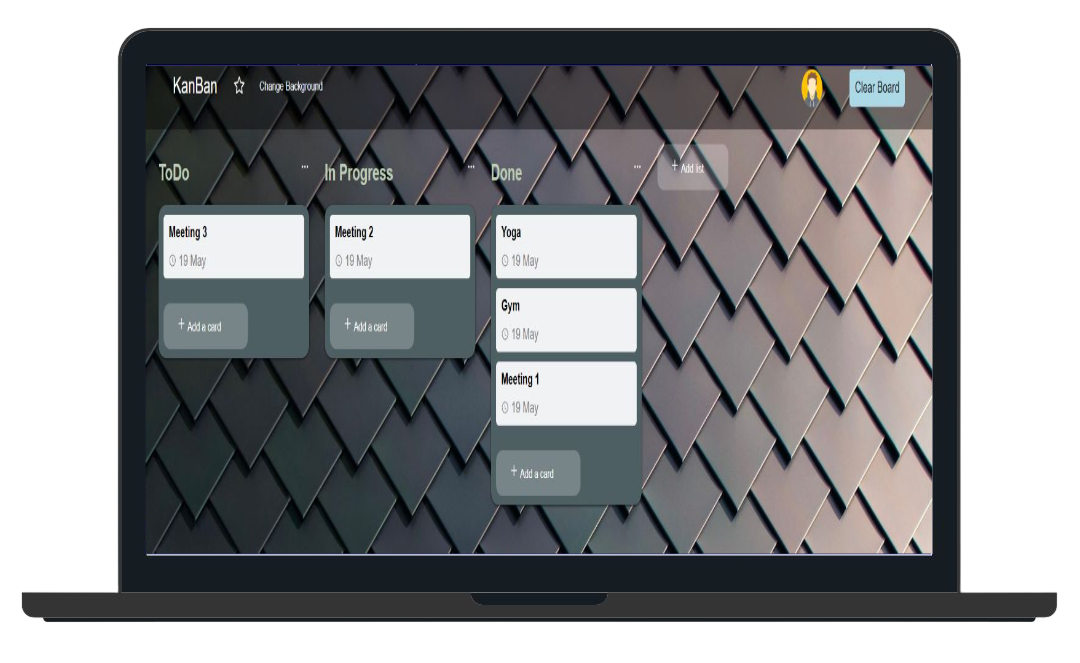 KanBan
Change Background
Clear Board
ToDo
...
In Progress
...
Done
...
+ Add list
Meeting 3
19 May
+ Add a card
Meeting 2
19 May
+ Add a card
Yoga
19 May
Gym
19 May
Meeting 1
19 May
+ Add a card